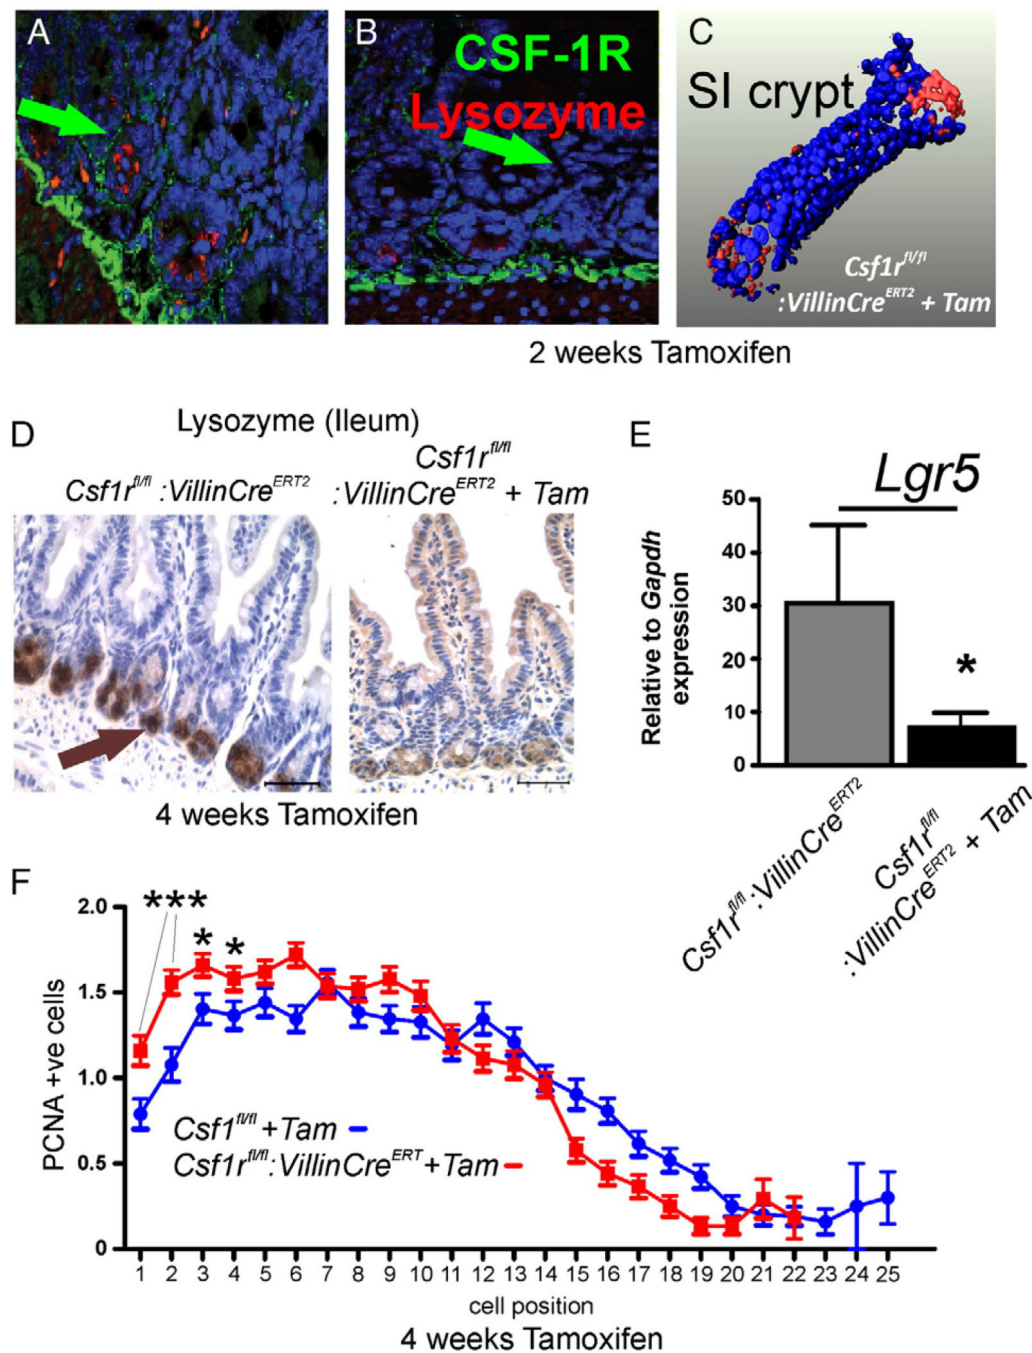 A
B
CSF-1R
Lysozyme
C
SI crypt
Csf1r^fl/fl
:VillinCre^ERT2 + Tam
2 weeks Tamoxifen
D
Lysozyme (Ileum)
Csf1r^fl/fl :VillinCre^ERT2
Csf1r^fl/fl
:VillinCre^ERT2 + Tam
4 weeks Tamoxifen
E
Lgr5
Relative to Gapdh
expression
50
40
30
20
10
0
*
Csf1r^fl/fl:VillinCre^ERT2
Csf1r^fl/fl
:VillinCre^ERT2 + Tam
F
PCNA +ve cells
2.0
1.5
1.0
0.5
0
***
* *
Csf1^fl/fl +Tam
Csf1r^fl/fl:VillinCre^ERT +Tam
1 2 3 4 5 6 7 8 9 10 11 12 13 14 15 16 17 18 19 20 21 22 23 24 25
cell position
4 weeks Tamoxifen